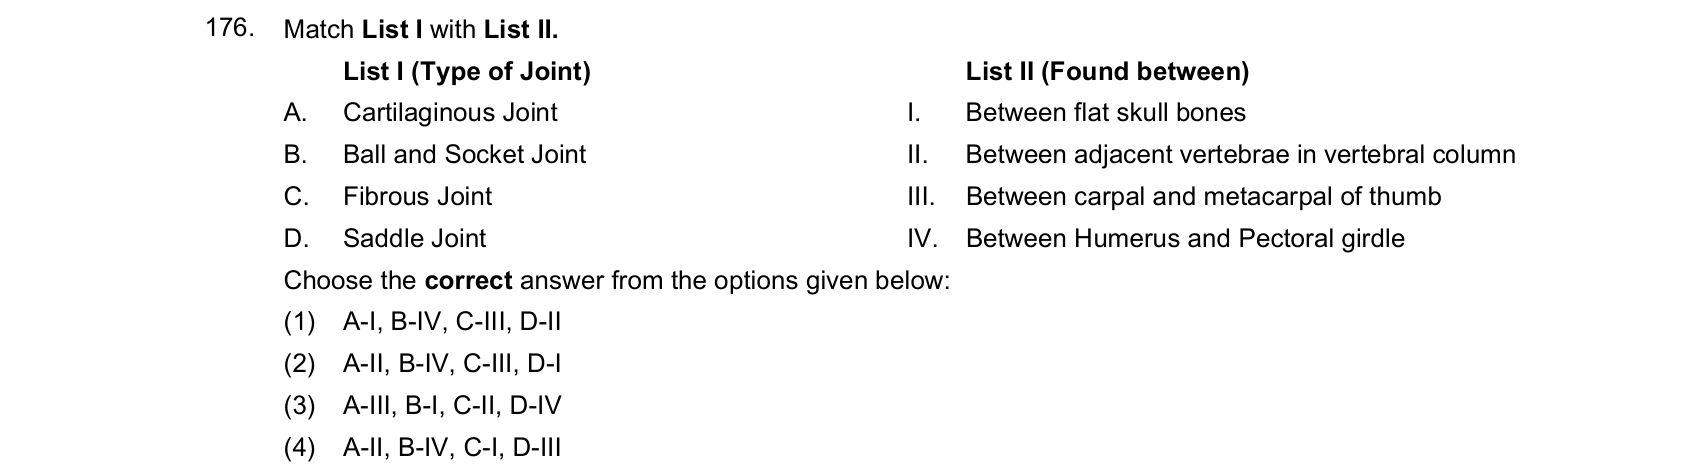 176. Match List I with List II.
List I (Type of Joint) List II (Found between)
A. Cartilaginous Joint I. Between flat skull bones
B. Ball and Socket Joint II. Between adjacent vertebrae in vertebral column
C. Fibrous Joint III. Between carpal and metacarpal of thumb
D. Saddle Joint IV. Between Humerus and Pectoral girdle
Choose the correct answer from the options given below:
(1) A-I, B-IV, C-III, D-II
(2) A-II, B-IV, C-III, D-I
(3) A-III, B-I, C-II, D-IV
(4) A-II, B-IV, C-I, D-III